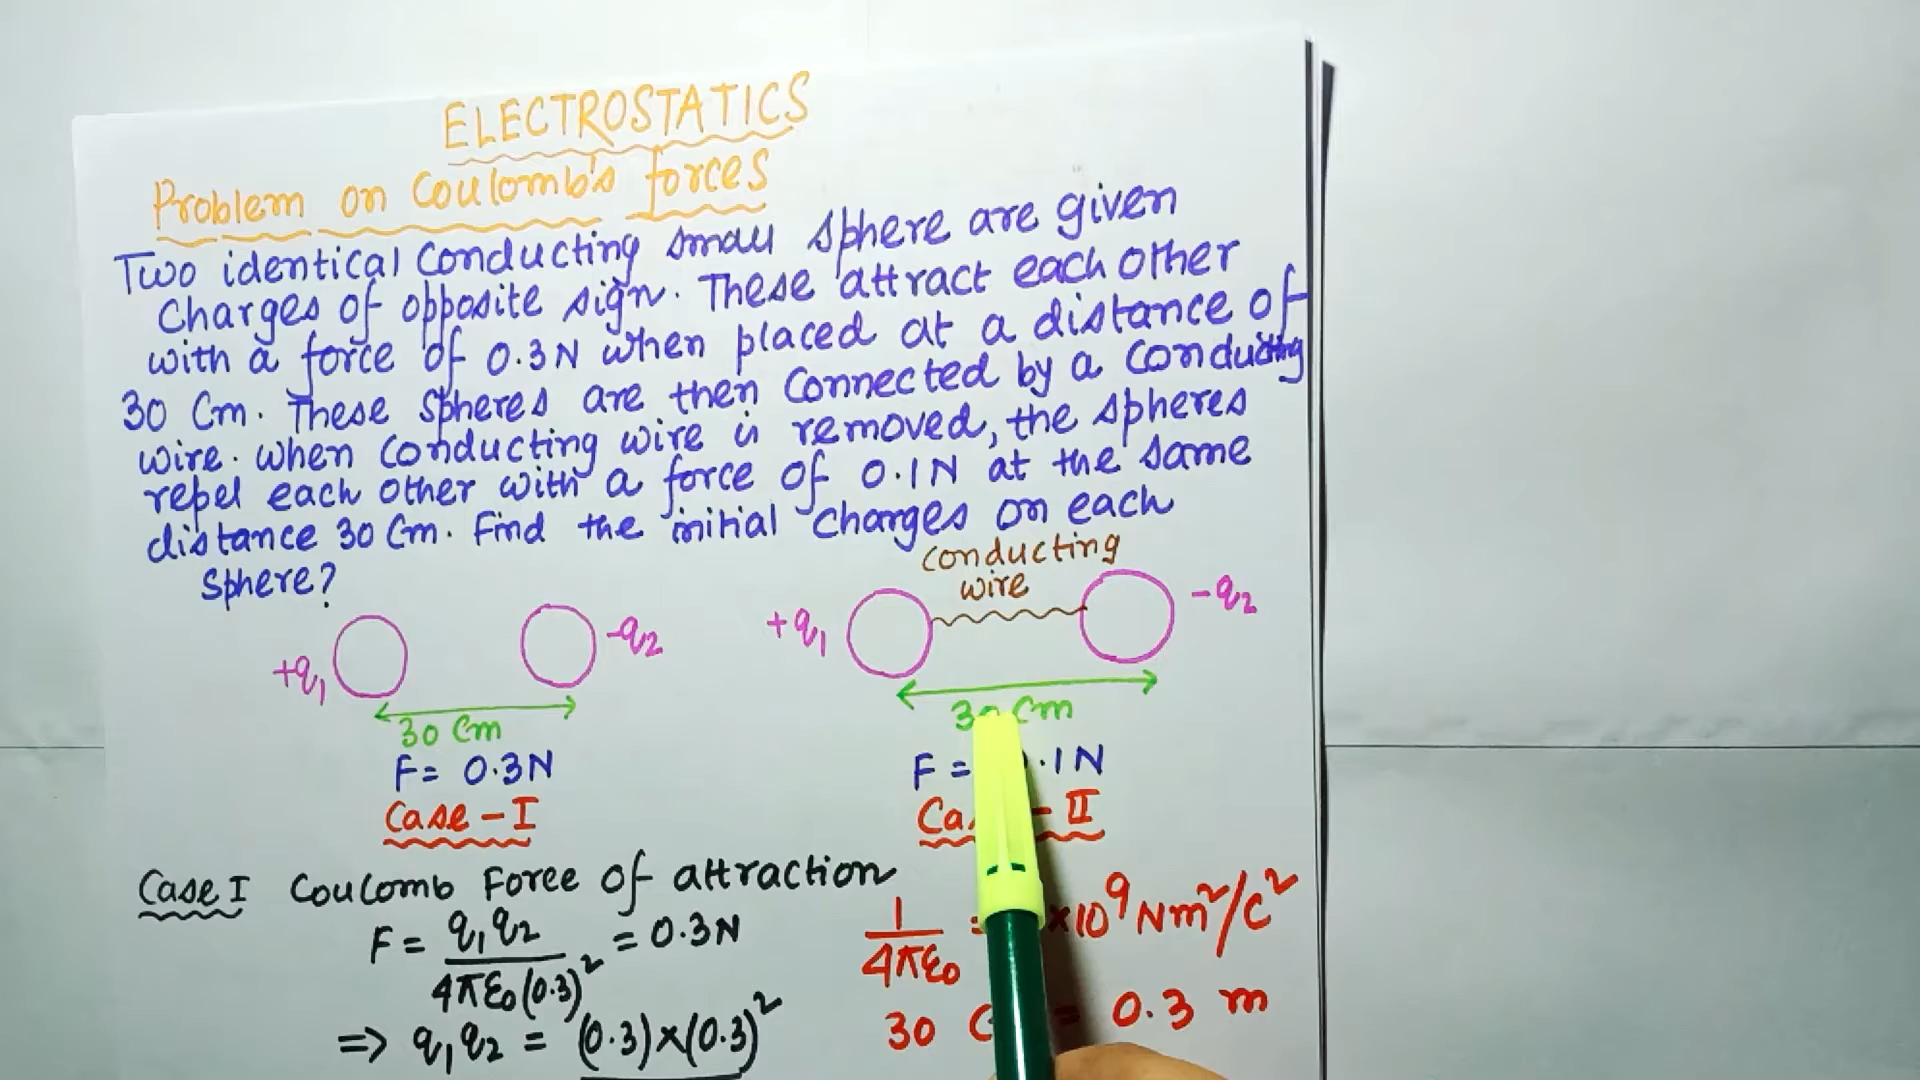 ELECTROSTATICS
Problem on Coulomb's forces
Two identical conducting small sphere are given
charges of opposite sign. These attract each other
with a force of 0.3N when placed at a distance of
30 Cm. These spheres are then connected by a conducting
wire. when conducting wire is removed, the spheres
repel each other with a force of 0.1N at the same
distance 30 Cm. Find the initial charges on each
sphere?
conducting
wire
+q₁ -q₂
+q₁ -q₂
30 Cm
30 Cm
F = 0.3N
F = .1N
Case - I
- II
Case I Coulomb Force of attraction
F = q₁q₂ / 4πε₀(0.3)² = 0.3N
1/4πε₀ = ×10⁹ Nm²/C²
⇒ q₁q₂ = (0.3)×(0.3)²
30 = 0.3 m